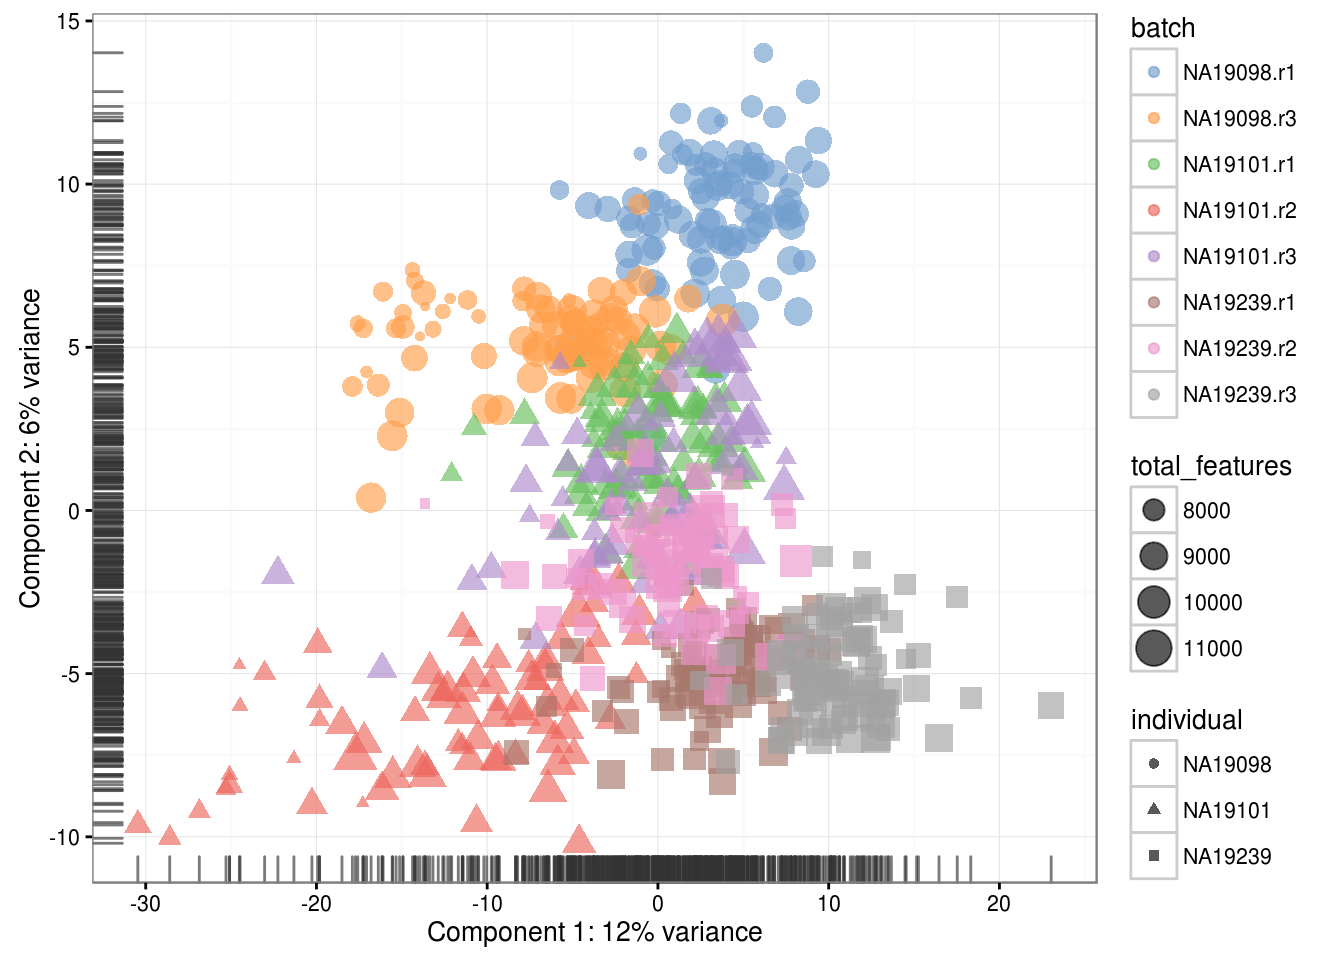 15
10
5
0
-5
-10
Component 2: 6% variance
-30
-20
-10
0
10
20
Component 1: 12% variance
batch
NA19098.r1
NA19098.r3
NA19101.r1
NA19101.r2
NA19101.r3
NA19239.r1
NA19239.r2
NA19239.r3
total_features
8000
9000
10000
11000
individual
NA19098
NA19101
NA19239